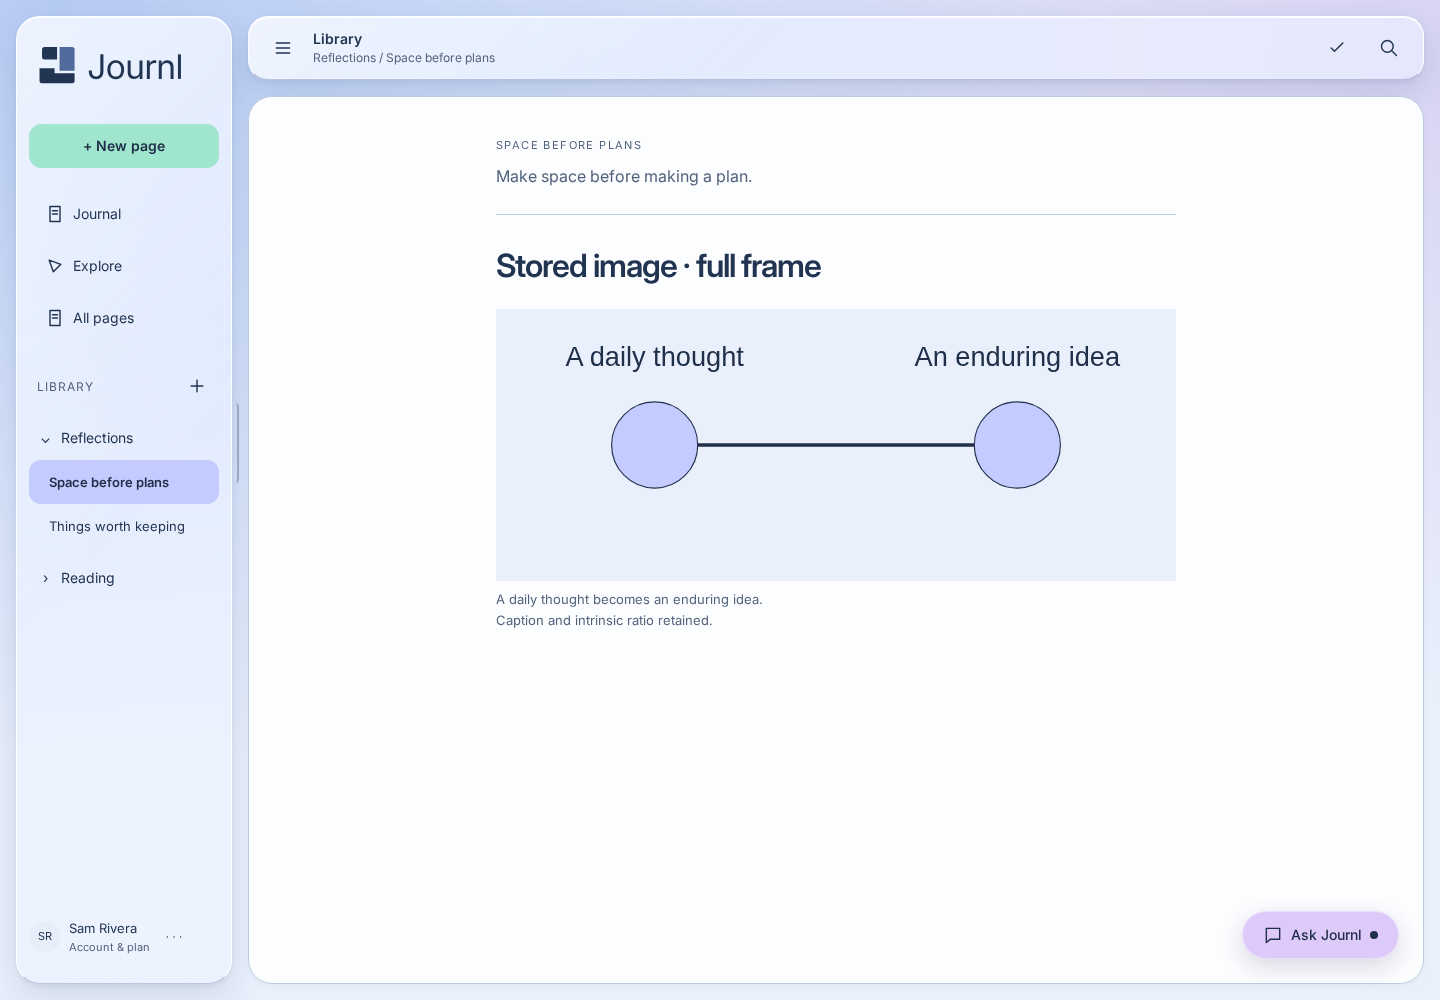 Journl
+ New page
Journal
Explore
All pages
LIBRARY
Reflections
Space before plans
Things worth keeping
Reading
SR
Sam Rivera
Account & plan
Library
Reflections / Space before plans
SPACE BEFORE PLANS
Make space before making a plan.
Stored image · full frame
A daily thought
An enduring idea
A daily thought becomes an enduring idea.
Caption and intrinsic ratio retained.
Ask Journl